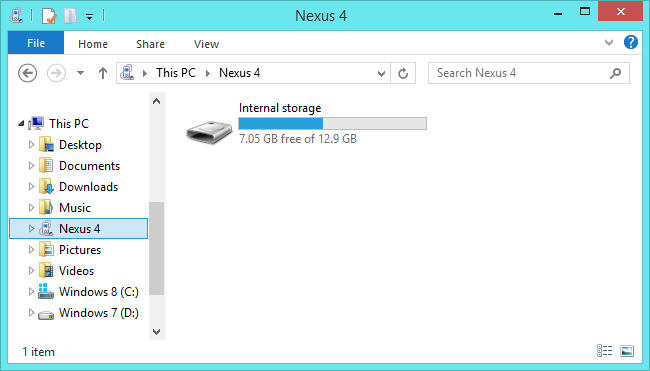 Nexus 4
File Home Share View
This PC Nexus 4
Search Nexus 4
This PC
Desktop
Documents
Downloads
Music
Nexus 4
Pictures
Videos
Windows 8 (C:)
Windows 7 (D:)
Internal storage
7.05 GB free of 12.9 GB
1 item